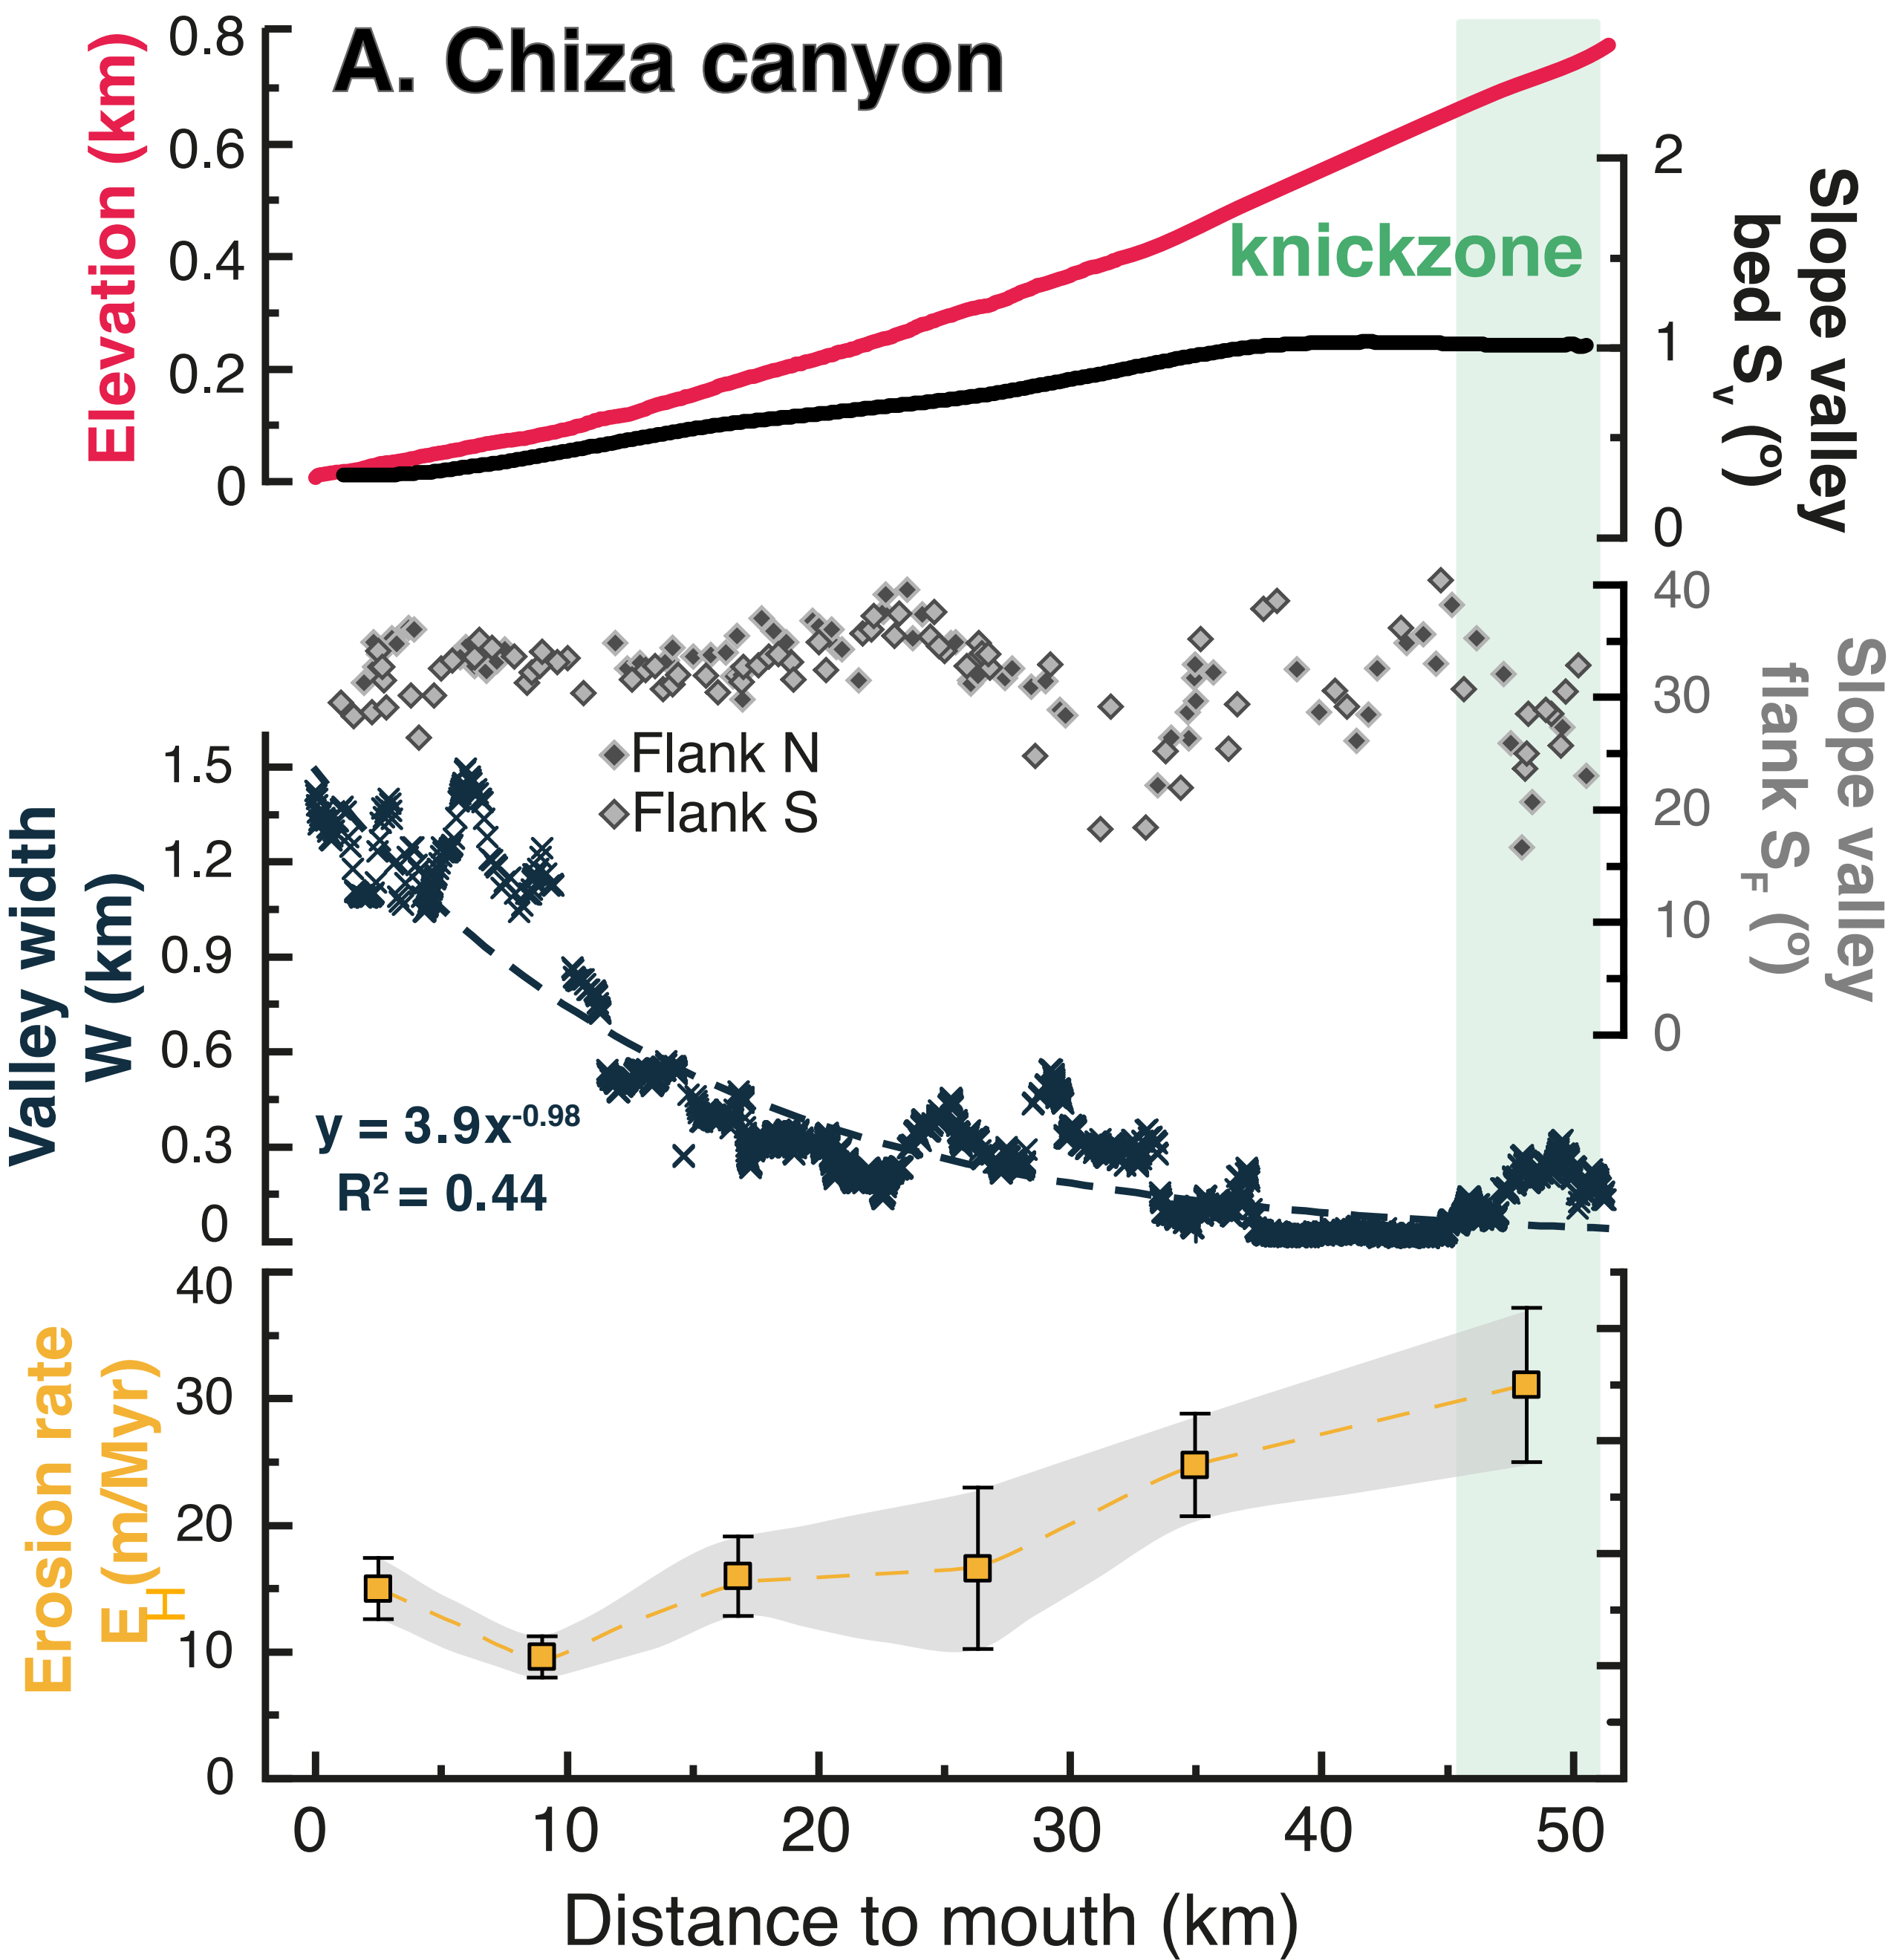 A. Chiza canyon
Elevation (km)
0.8
0.6
0.4
0.2
0
knickzone
2
1
0
Slope valley
bed Sv (º)
40
30
20
10
0
Slope valley
flank SF (º)
Flank N
Flank S
Valley width
W (km)
1.5
1.2
0.9
0.6
0.3
0
y = 3.9x-0.98
R2 = 0.44
Erosion rate
EH (m/Myr)
40
30
20
10
0
0 10 20 30 40 50
Distance to mouth (km)